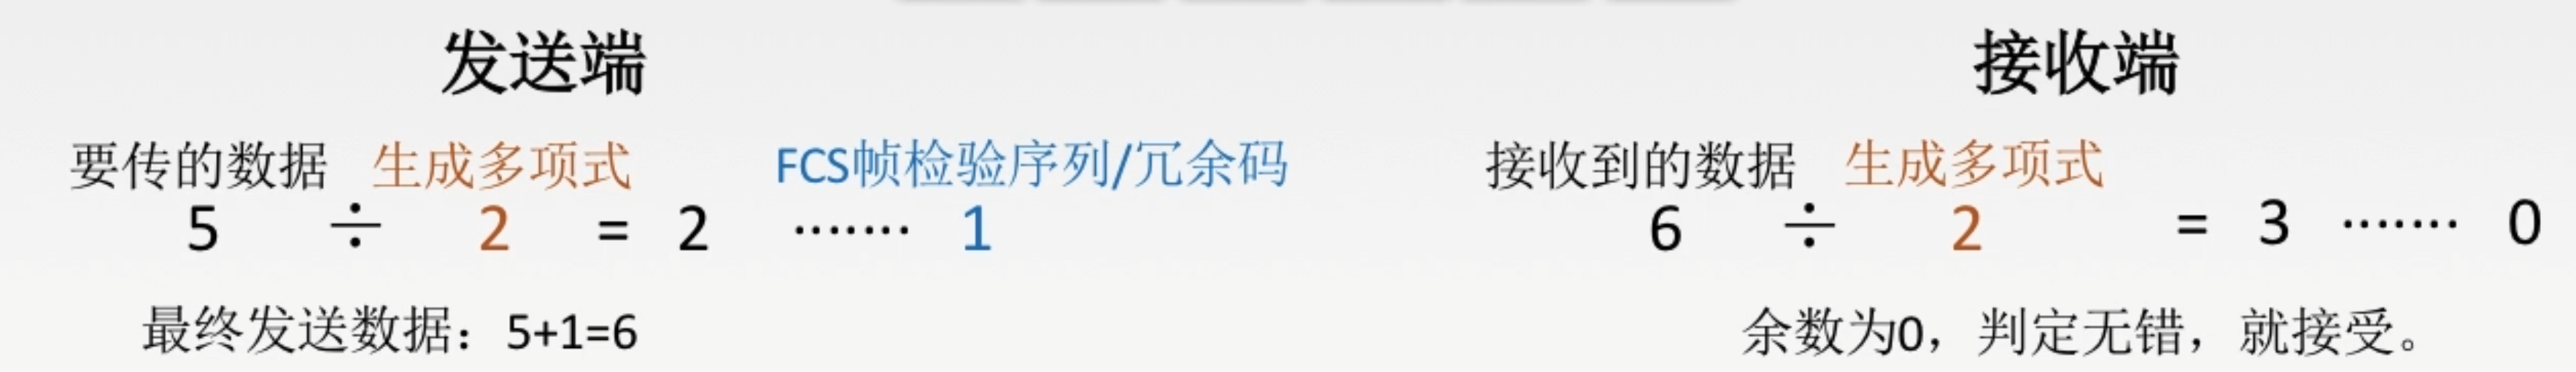 发送端
要传的数据 生成多项式 FCS帧检验序列/冗余码
5 ÷ 2 = 2 ······· 1
最终发送数据：5+1=6
接收端
接收到的数据 生成多项式
6 ÷ 2 = 3 ······· 0
余数为0，判定无错，就接受。